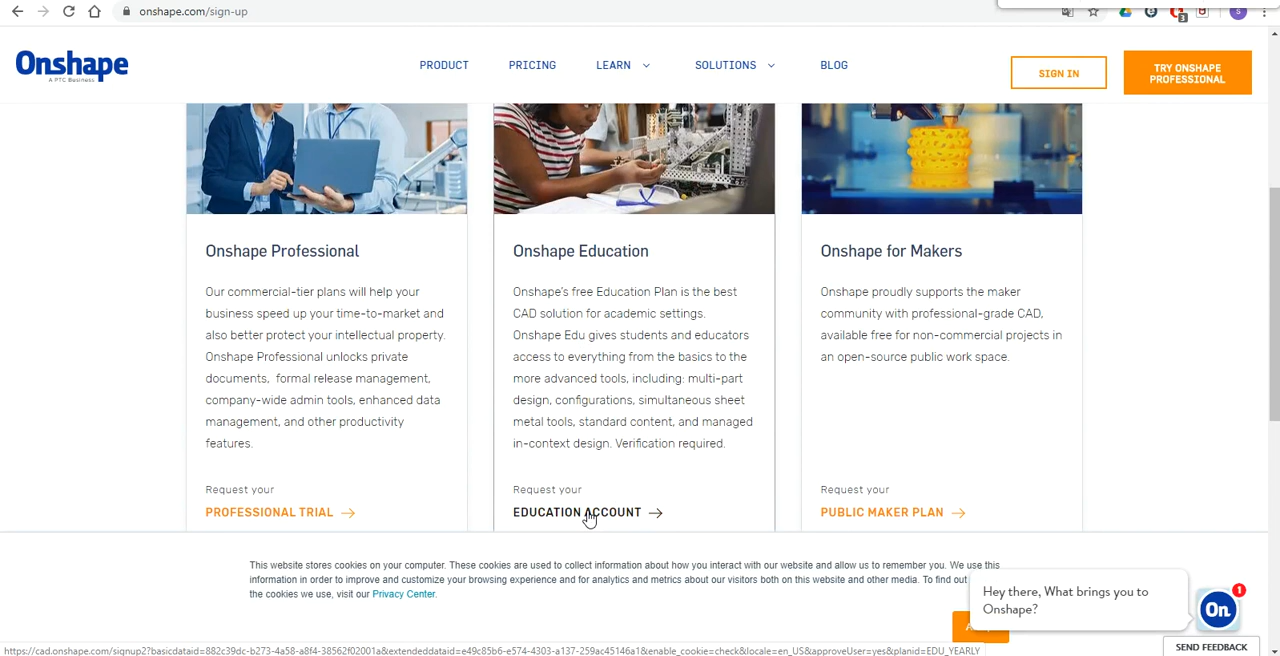 onshape.com/sign-up
3
S
Onshape
A PTC Business
PRODUCT
PRICING
LEARN
SOLUTIONS
BLOG
SIGN IN
TRY ONSHAPE
PROFESSIONAL
Onshape Professional
Our commercial-tier plans will help your
business speed up your time-to-market and
also better protect your intellectual property.
Onshape Professional unlocks private
documents, formal release management,
company-wide admin tools, enhanced data
management, and other productivity
features.
Request your
PROFESSIONAL TRIAL
Onshape Education
Onshape's free Education Plan is the best
CAD solution for academic settings.
Onshape Edu gives students and educators
access to everything from the basics to the
more advanced tools, including: multi-part
design, configurations, simultaneous sheet
metal tools, standard content, and managed
in-context design. Verification required.
Request your
EDUCATION ACCOUNT
Onshape for Makers
Onshape proudly supports the maker
community with professional-grade CAD,
available free for non-commercial projects in
an open-source public work space.
Request your
PUBLIC MAKER PLAN
This website stores cookies on your computer. These cookies are used to collect information about how you interact with our website and allow us to remember you. We use this
information in order to improve and customize your browsing experience and for analytics and metrics about our visitors both on this website and other media. To find out
the cookies we use, visit our Privacy Center.
Hey there, What brings you to
Onshape?
On
1
SEND FEEDBACK
https://cad.onshape.com/signup2?basicdataid=882c39dc-b273-4a38-a8f4-38562f02001a&extendeddataid=e49c85b6-e574-4303-a137-259ac45146a1&enable_cookie=check&locale=en_US&approveUser=yes&planid=EDU_YEARLY